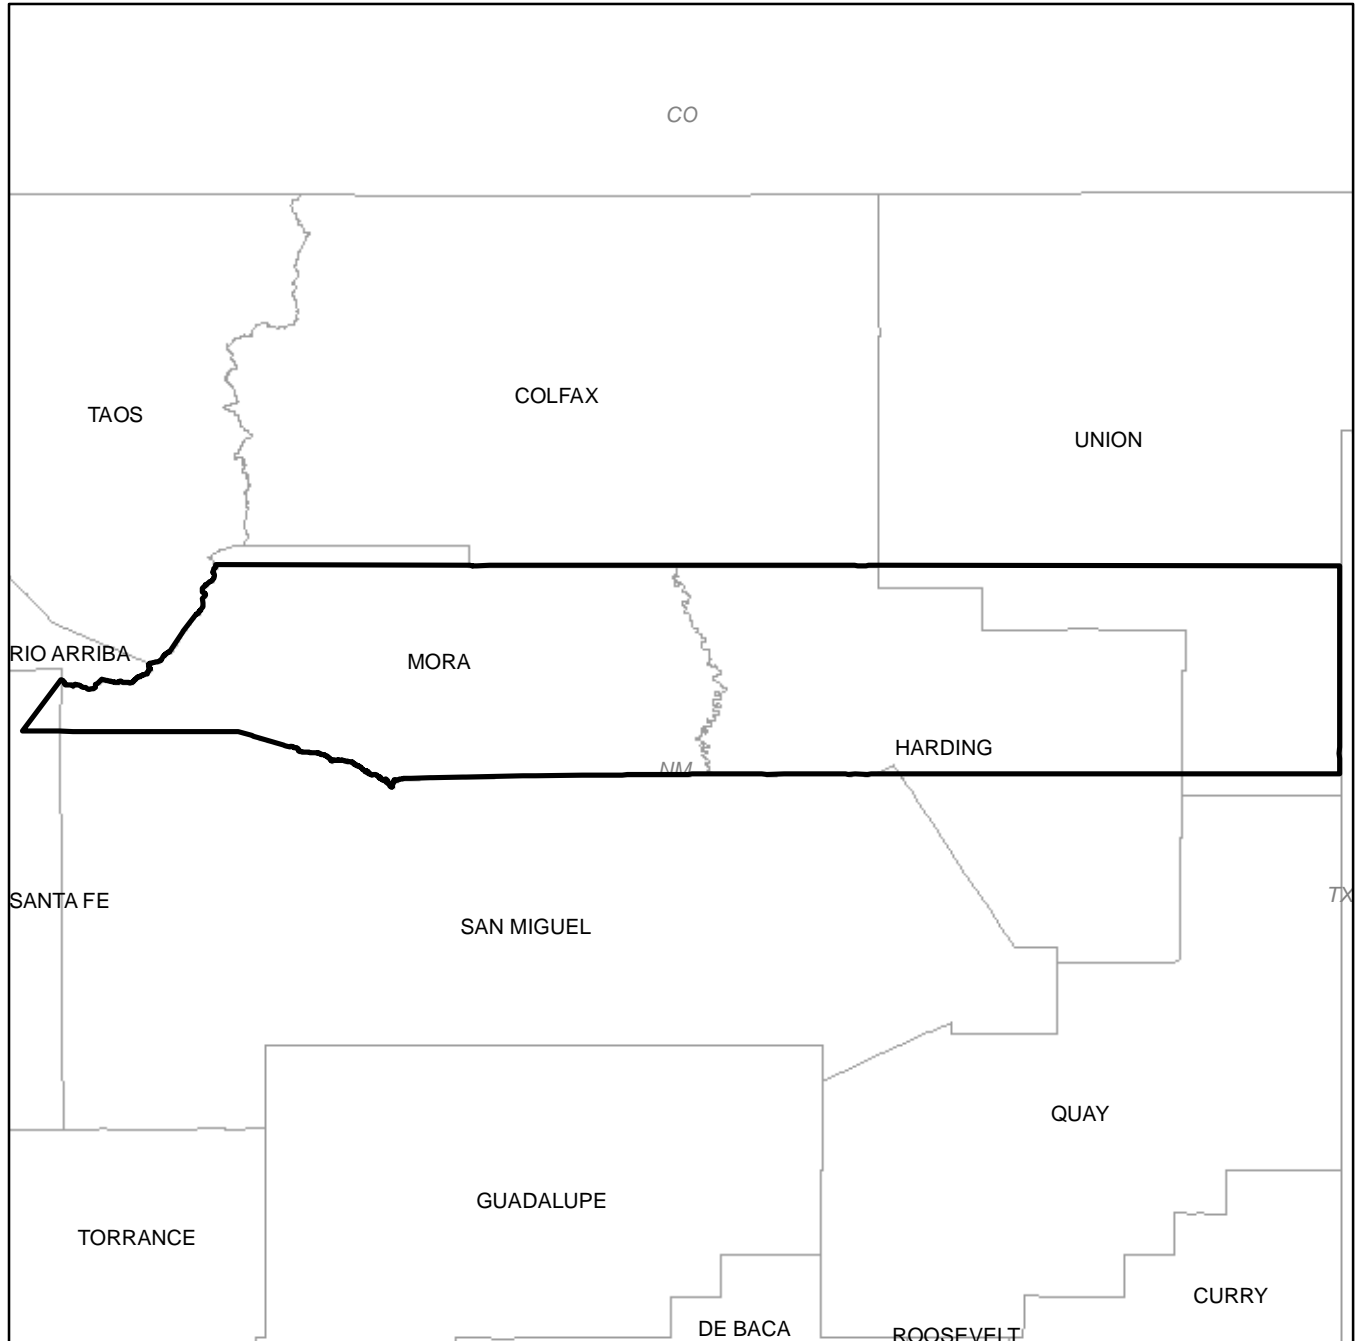 CO
COLFAX
TAOS
UNION
RIO ARRIBA
MORA
HARDING
NM
TX
SANTA FE
SAN MIGUEL
QUAY
GUADALUPE
TORRANCE
CURRY
DE BACA
ROOSEVELT